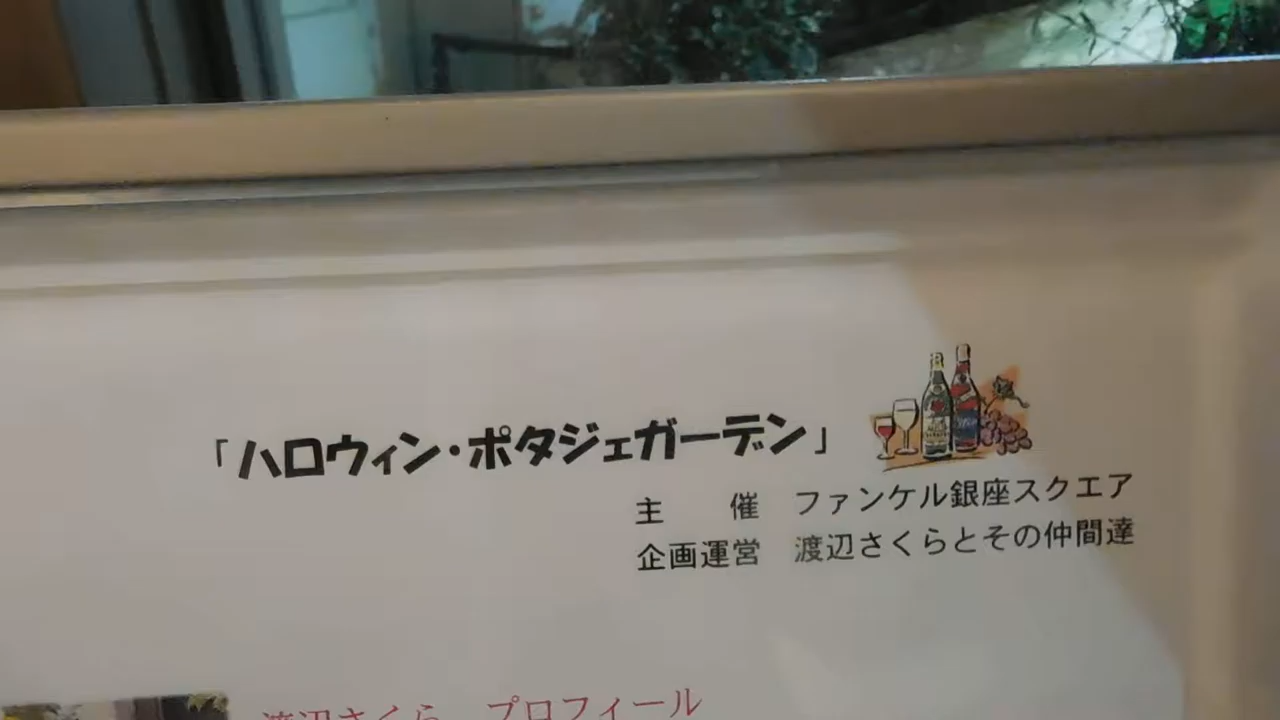 「ハロウィン・ポタジェガーデン」
主　催　ファンケル銀座スクエア
企画運営　渡辺さくらとその仲間達
渡辺さくら　プロフィール